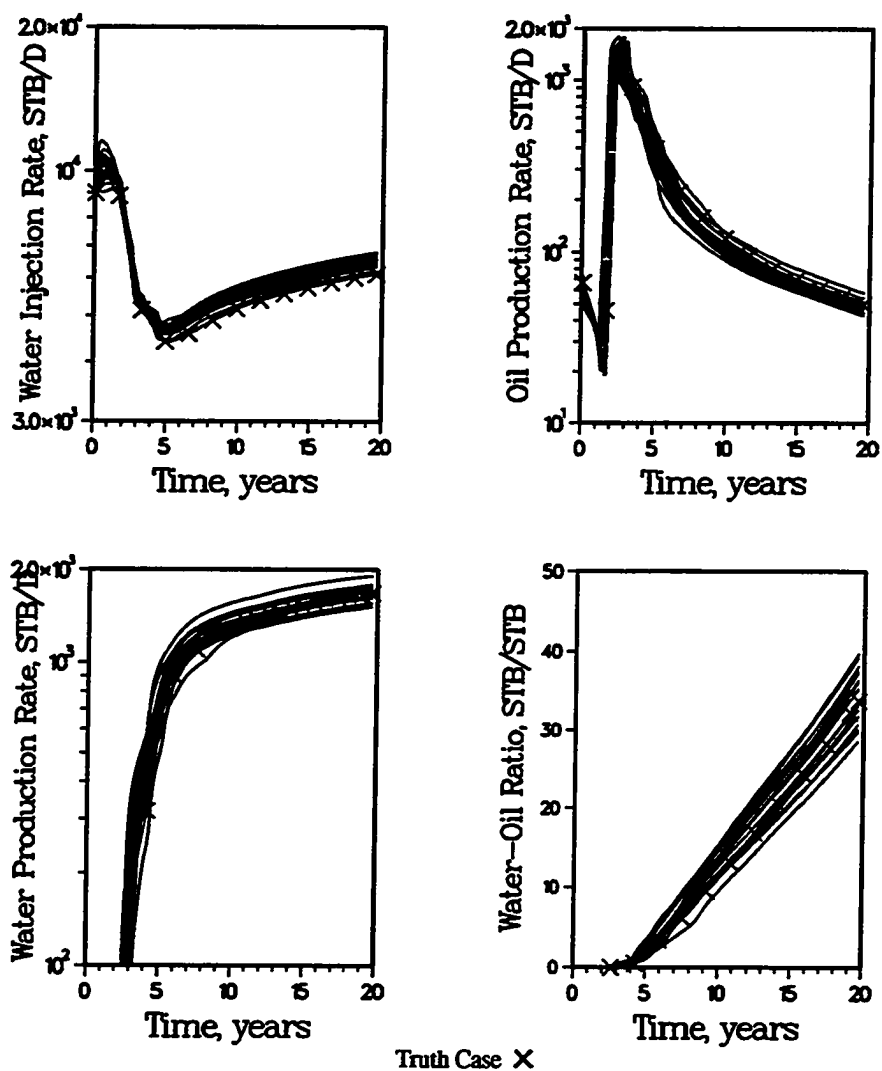 2.0×10⁴
10⁴
3.0×10³
Water Injection Rate, STB/D
0 5 10 15 20
Time, years
2.0×10³
10³
10²
10¹
Oil Production Rate, STB/D
0 5 10 15 20
Time, years
2.0×10³
10³
10²
Water Production Rate, STB/D
0 5 10 15 20
Time, years
50
40
30
20
10
0
Water-Oil Ratio, STB/STB
0 5 10 15 20
Time, years
Truth Case ×